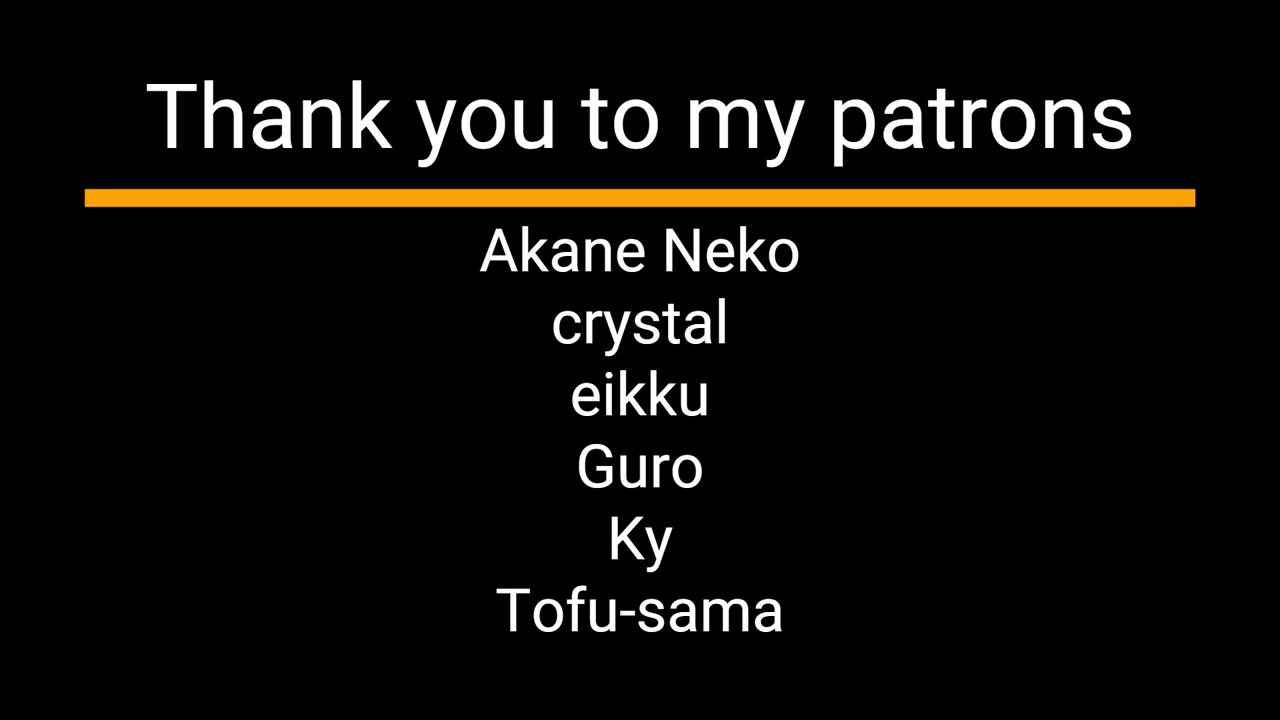 Thank you to my patrons
Akane Neko
crystal
eikku
Guro
Ky
Tofu-sama